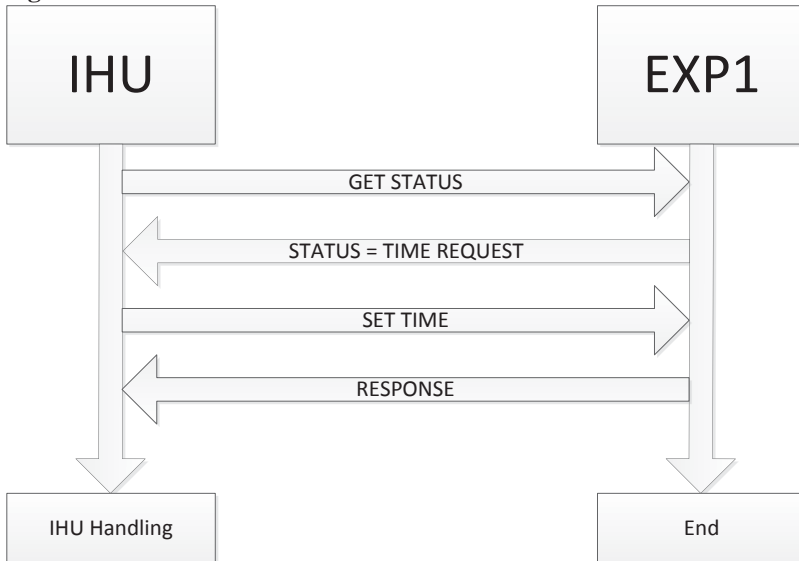 IHU
EXP1
GET STATUS
STATUS = TIME REQUEST
SET TIME
RESPONSE
IHU Handling
End